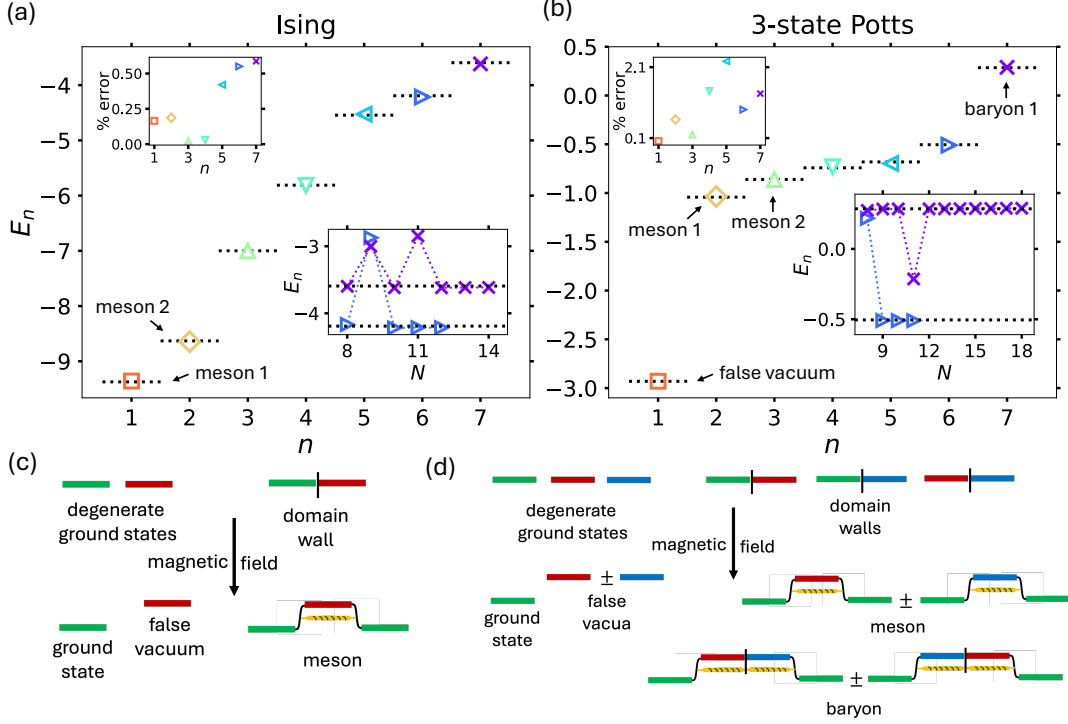 (a)
Ising
−4
−5
−6
−7
−8
−9
E_n
1 2 3 4 5 6 7
n
0.50
0.25
0.00
% error
1 3 5 7
n
meson 2
meson 1
−3
−4
E_n
8 11 14
N
(b)
3-state Potts
0.5
0.0
−0.5
−1.0
−1.5
−2.0
−2.5
−3.0
1 2 3 4 5 6 7
n
2.1
0.1
% error
1 3 5 7
n
baryon 1
meson 1
meson 2
false vacuum
0.0
−0.5
E_n
9 12 15 18
N
(c)
degenerate
ground states
domain
wall
magnetic field
ground
state
false
vacuum
meson
(d)
degenerate
ground states
domain
walls
magnetic field
±
ground
state
false
vacua
±
meson
±
baryon